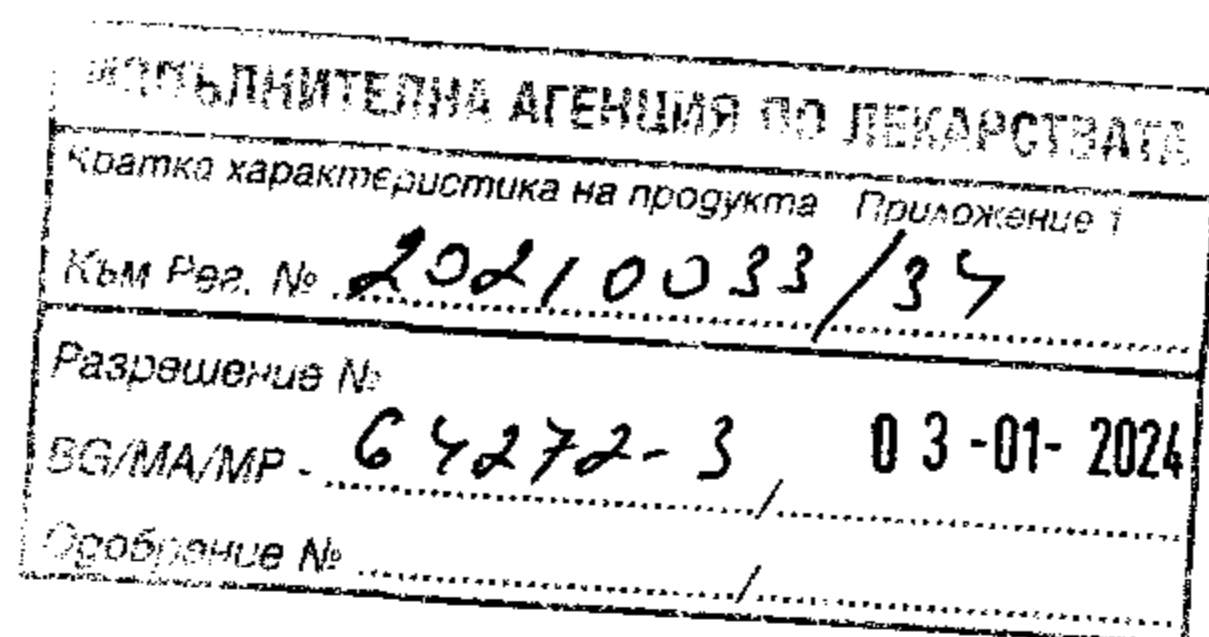 ИЗПЪЛНИТЕЛНА АГЕНЦИЯ ПО ЛЕКАРСТВАТА
Кратка характеристика на продукта Приложение 1
Към Рег. № 20210033/34
Разрешение №
BG/MA/MP - 64272-3 / 03-01-2024
Одобрение № /